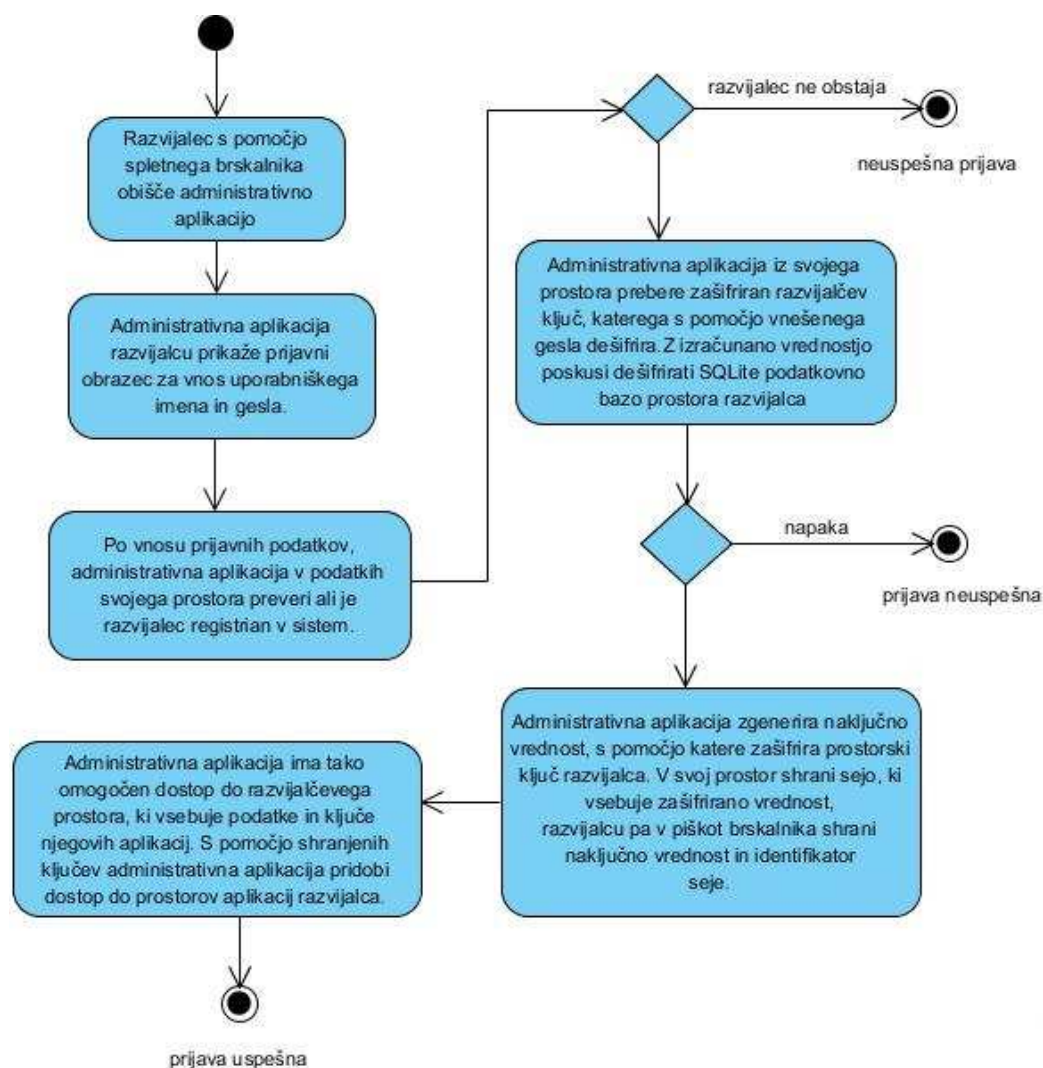 Razvijalec s pomočjo
spletnega brskalnika
obišče administrativno
aplikacijo
Administrativna aplikacija
razvijalcu prikaže prijavni
obrazec za vnos uporabniškega
imena in gesla.
Po vnosu prijavnih podatkov,
administrativna aplikacija v podatkih
svojega prostora preveri ali je
razvijalec registrian v sistem.
razvijalec ne obstaja
neuspešna prijava
Administrativna aplikacija iz svojega
prostora prebere zašifriran razvijalčev
ključ, katerega s pomočjo vnešenega
gesla dešifrira. Z izračunano vrednostjo
poskusi dešifrirati SQLite podatkovno
bazo prostora razvijalca
napaka
prijava neuspešna
Administrativna aplikacija zgenerira naključno
vrednost, s pomočjo katere zašifrira prostorski
ključ razvijalca. V svoj prostor shrani sejo, ki
vsebuje zašifrirano vrednost,
razvijalcu pa v piškot brskalnika shrani
naključno vrednost in identifikator
seje.
Administrativna aplikacija ima tako
omogočen dostop do razvijalčevega
prostora, ki vsebuje podatke in ključe
njegovih aplikacij. S pomočjo shranjenih
ključev administrativna aplikacija pridobi
dostop do prostorov aplikacij razvijalca.
prijava uspešna